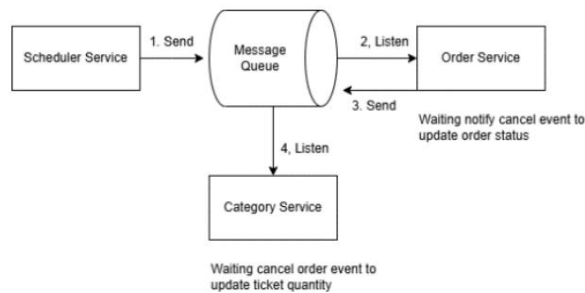 Scheduler Service
1. Send
Message
Queue
2, Listen
Order Service
3. Send
Waiting notify cancel event to
update order status
4, Listen
Category Service
Waiting cancel order event to
update ticket quantity